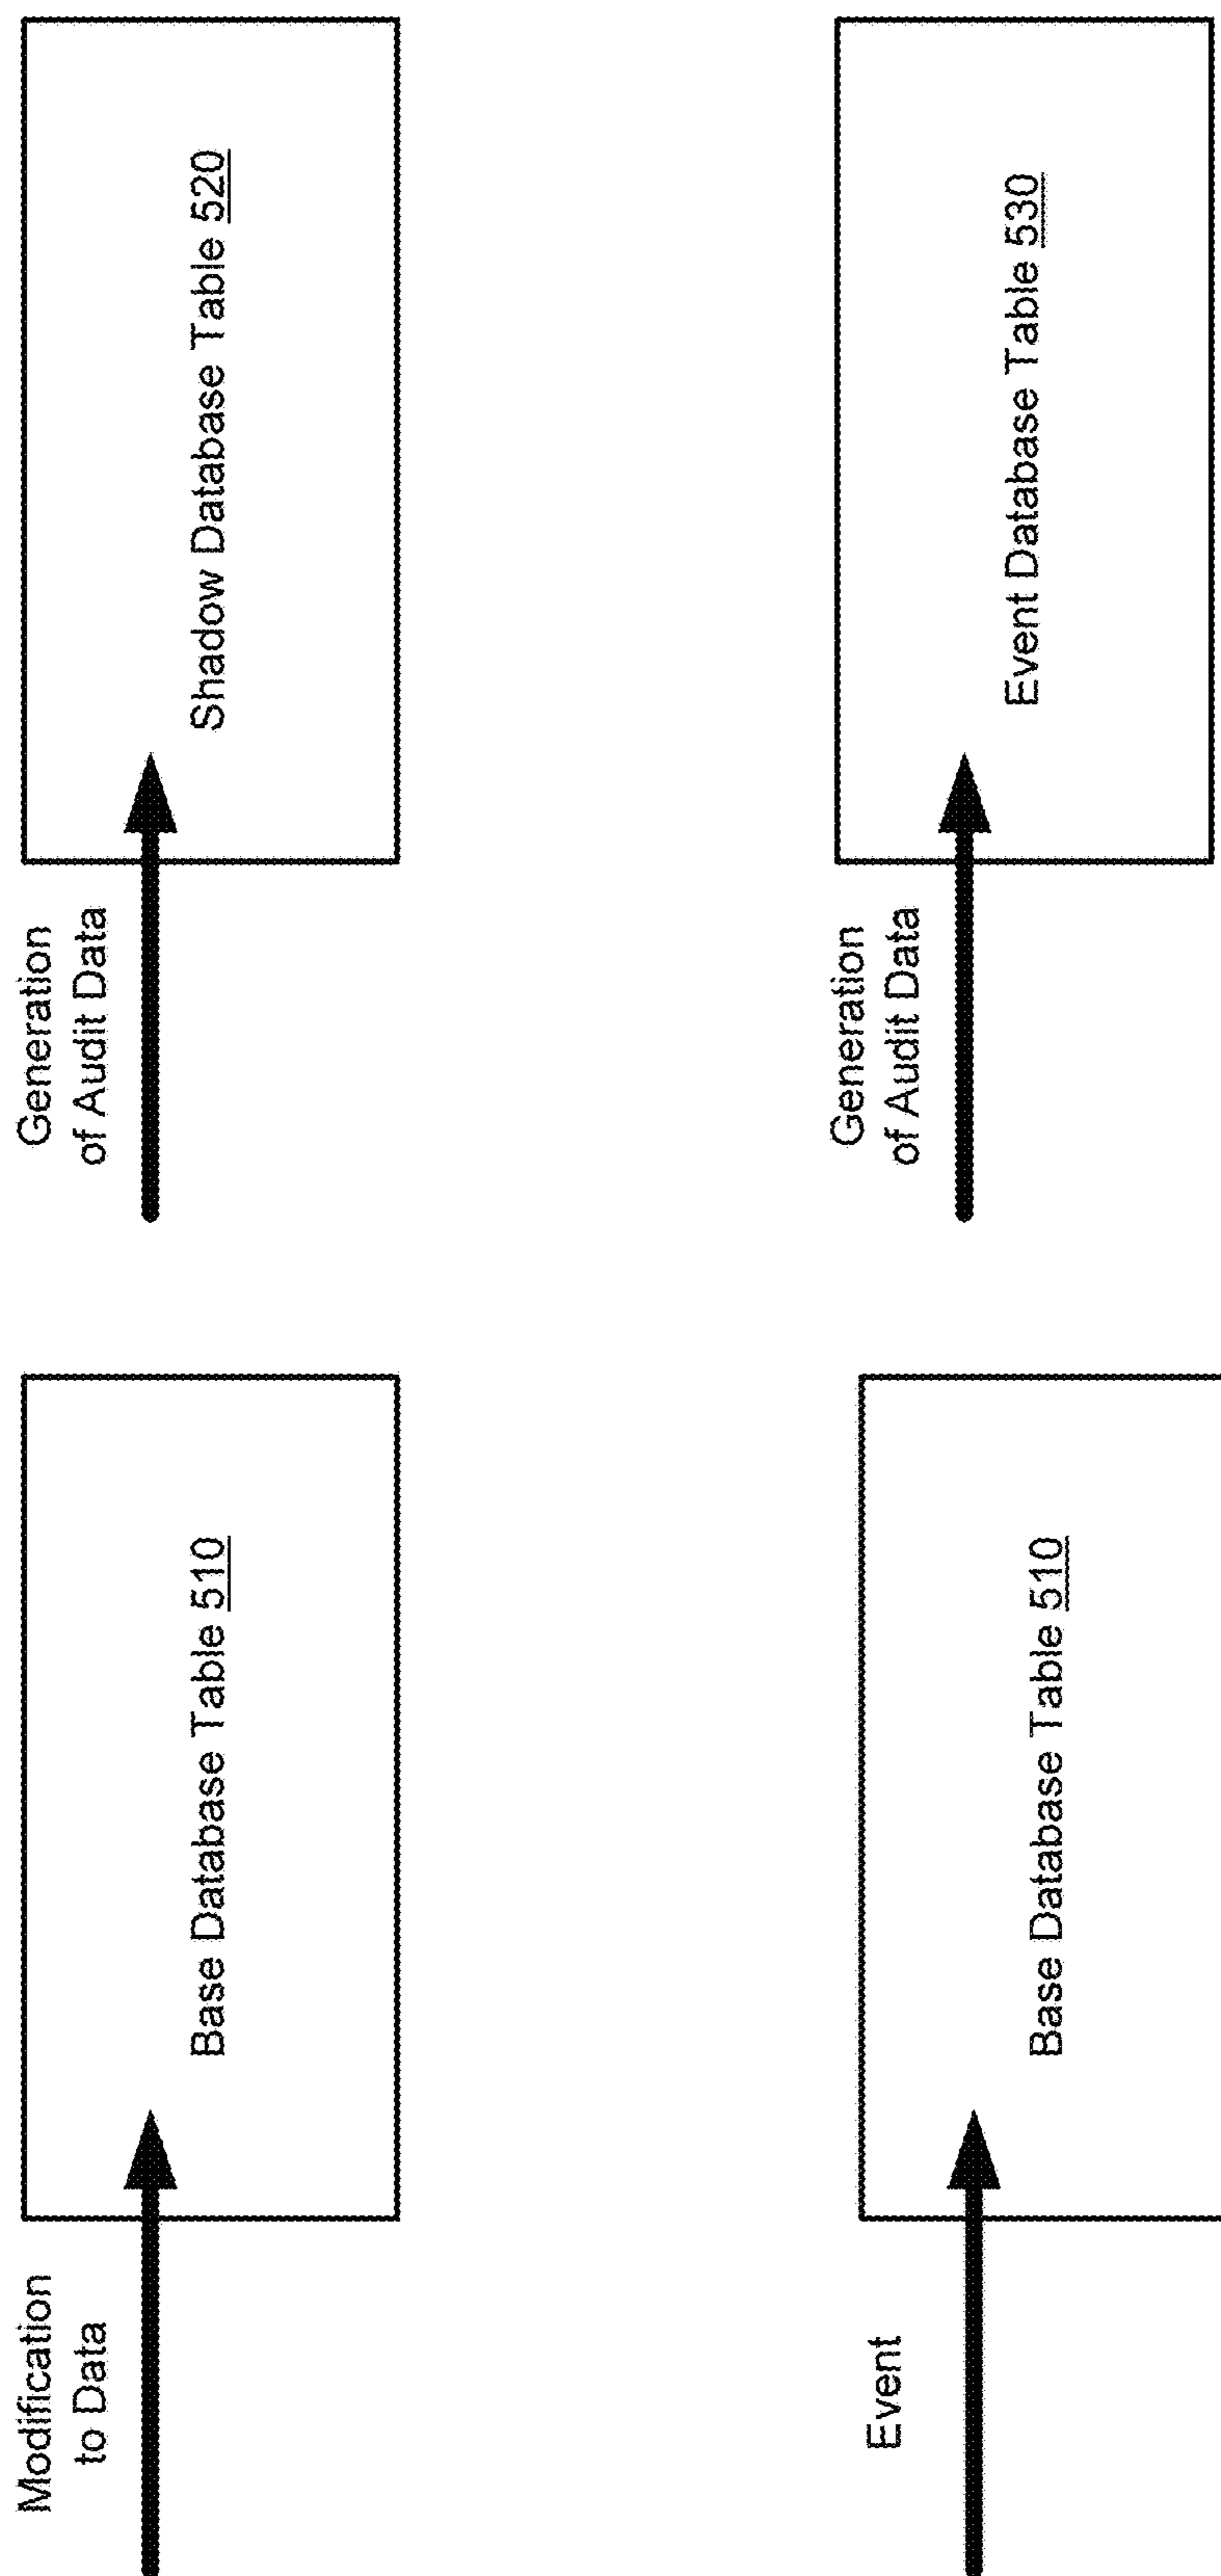 Modification
to Data
Base Database Table 510
Generation
of Audit Data
Shadow Database Table 520
Event
Base Database Table 510
Generation
of Audit Data
Event Database Table 530